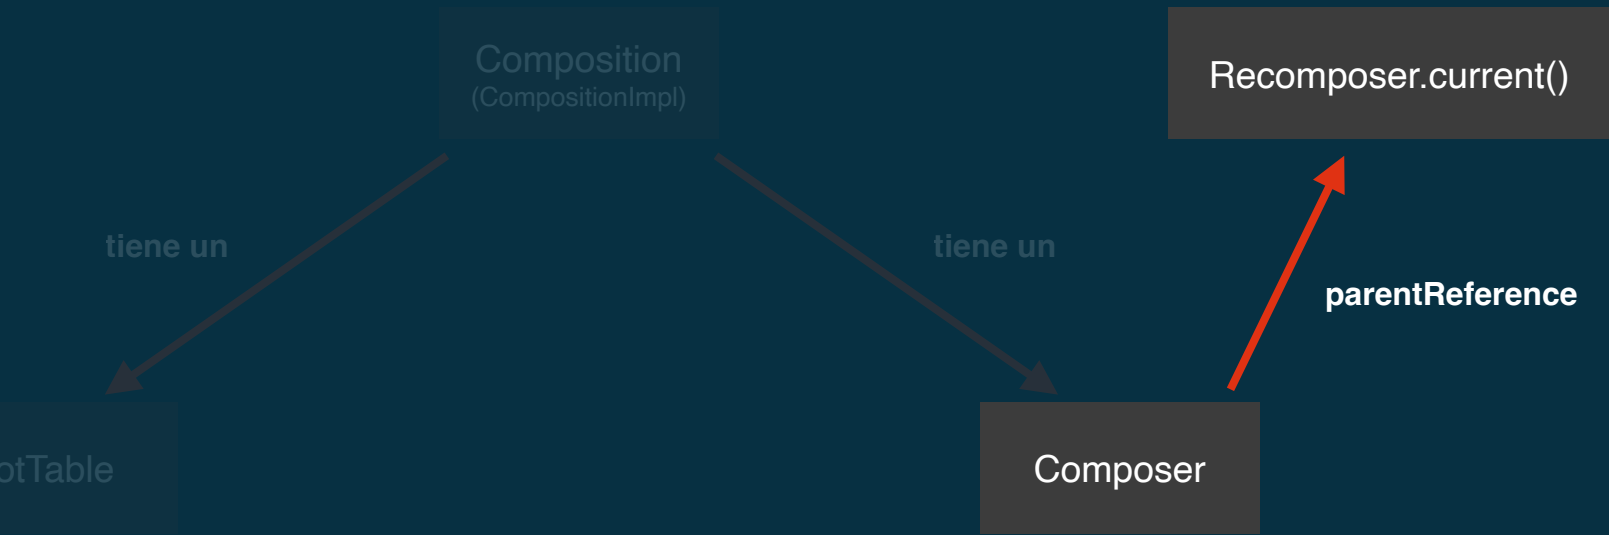 Composition
(CompositionImpl)
Recomposer.current()
tiene un
tiene un
parentReference
otTable
Composer